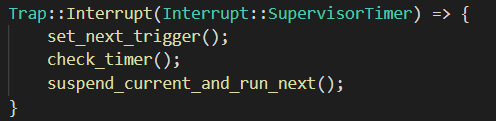 Trap::Interrupt(Interrupt::SupervisorTimer) => {
    set_next_trigger();
    check_timer();
    suspend_current_and_run_next();
}